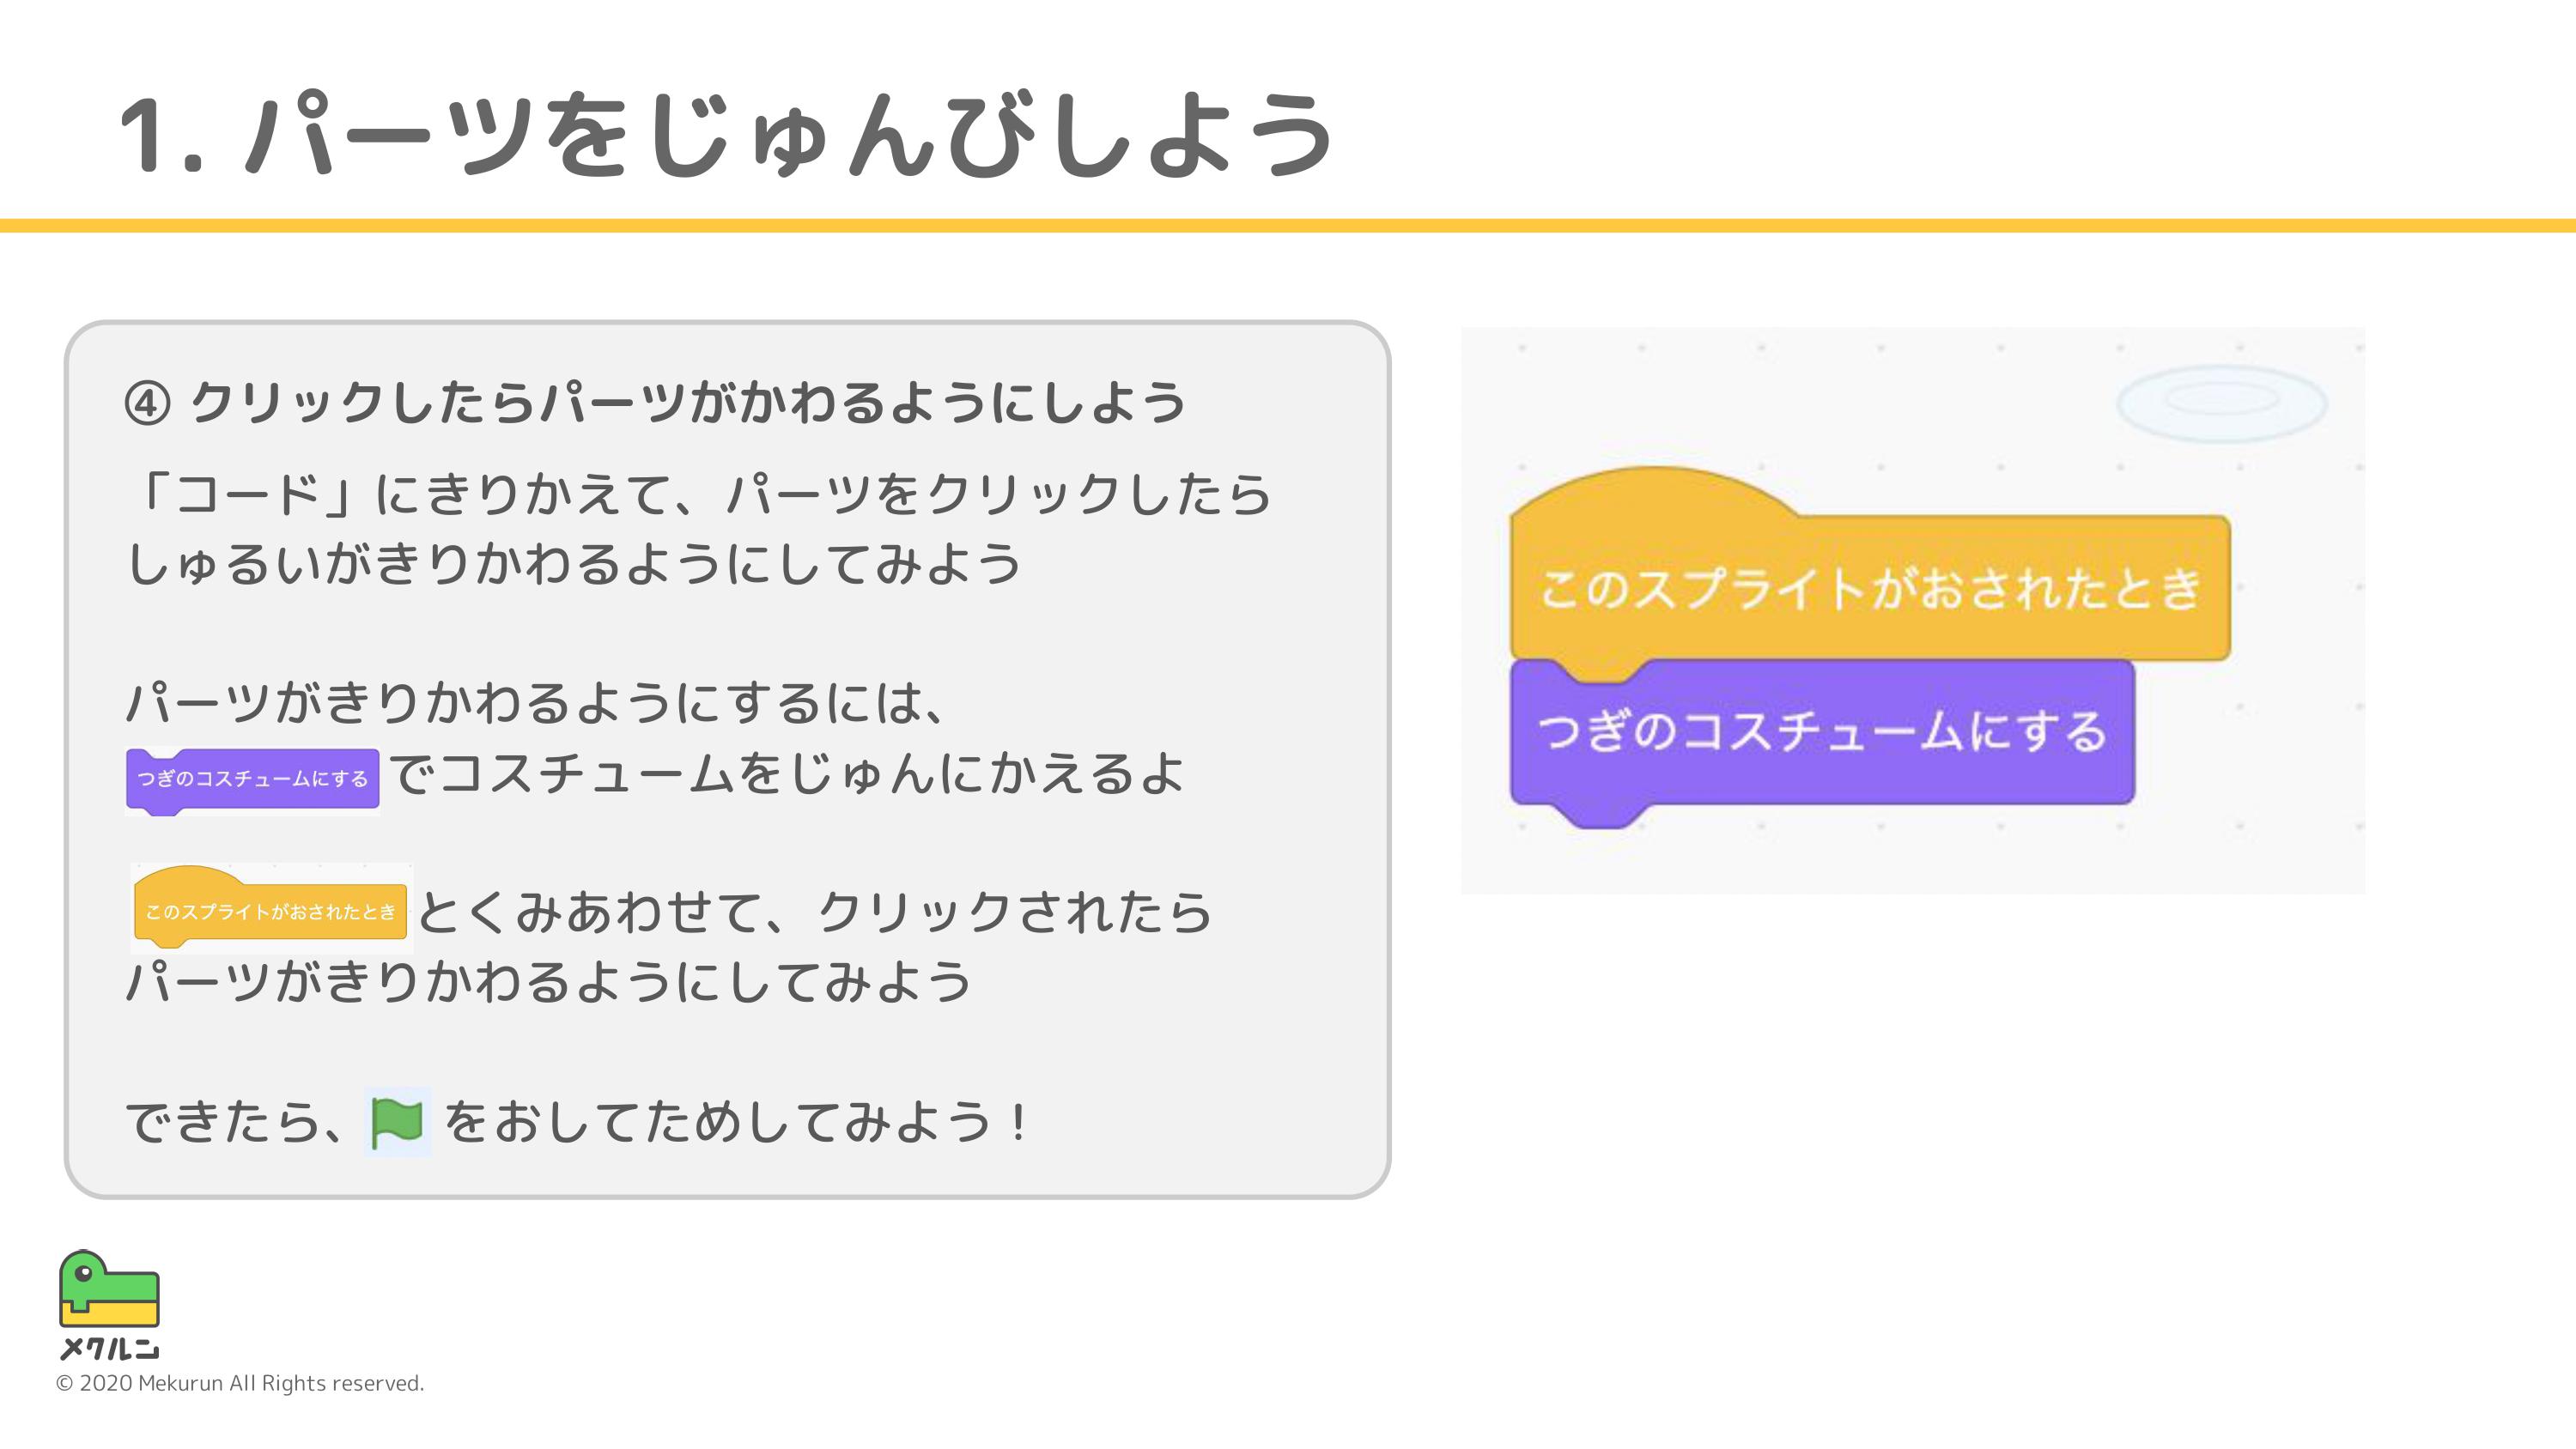 1. パーツをじゅんびしよう
④ クリックしたらパーツがかわるようにしよう
「コード」にきりかえて、パーツをクリックしたら
しゅるいがきりかわるようにしてみよう
パーツがきりかわるようにするには、
つぎのコスチュームにする でコスチュームをじゅんにかえるよ
このスプライトがおされたとき とくみあわせて、クリックされたら
パーツがきりかわるようにしてみよう
できたら、 をおしてためしてみよう！
このスプライトがおされたとき
つぎのコスチュームにする
メクルン
© 2020 Mekurun All Rights reserved.